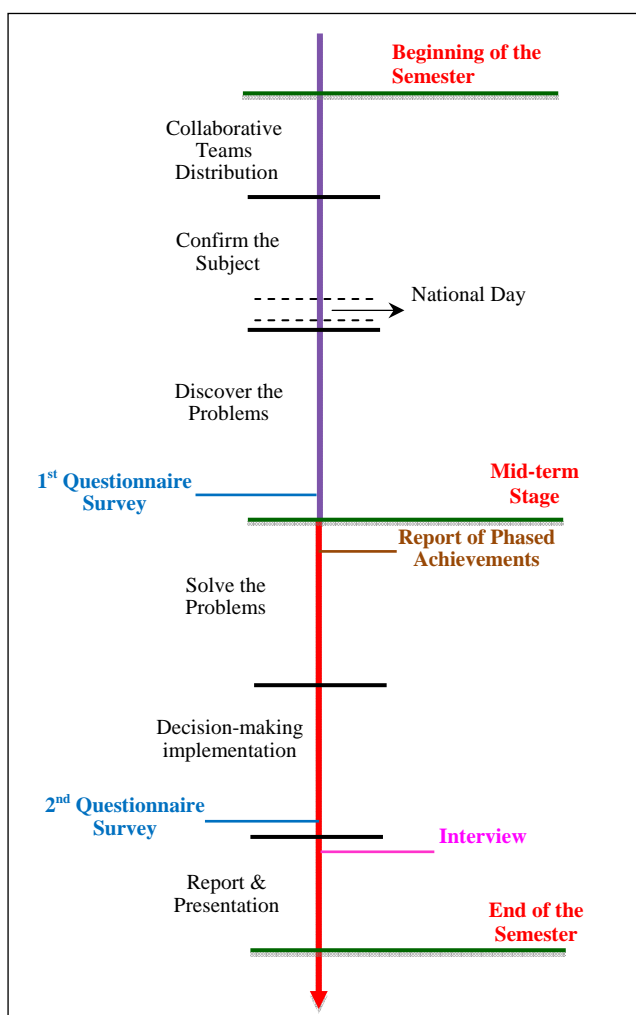 Beginning of the
Semester
Collaborative
Teams
Distribution
Confirm the
Subject
National Day
Discover the
Problems
1st Questionnaire
Survey
Mid-term
Stage
Report of Phased
Achievements
Solve the
Problems
Decision-making
implementation
2nd Questionnaire
Survey
Interview
Report &
Presentation
End of the
Semester